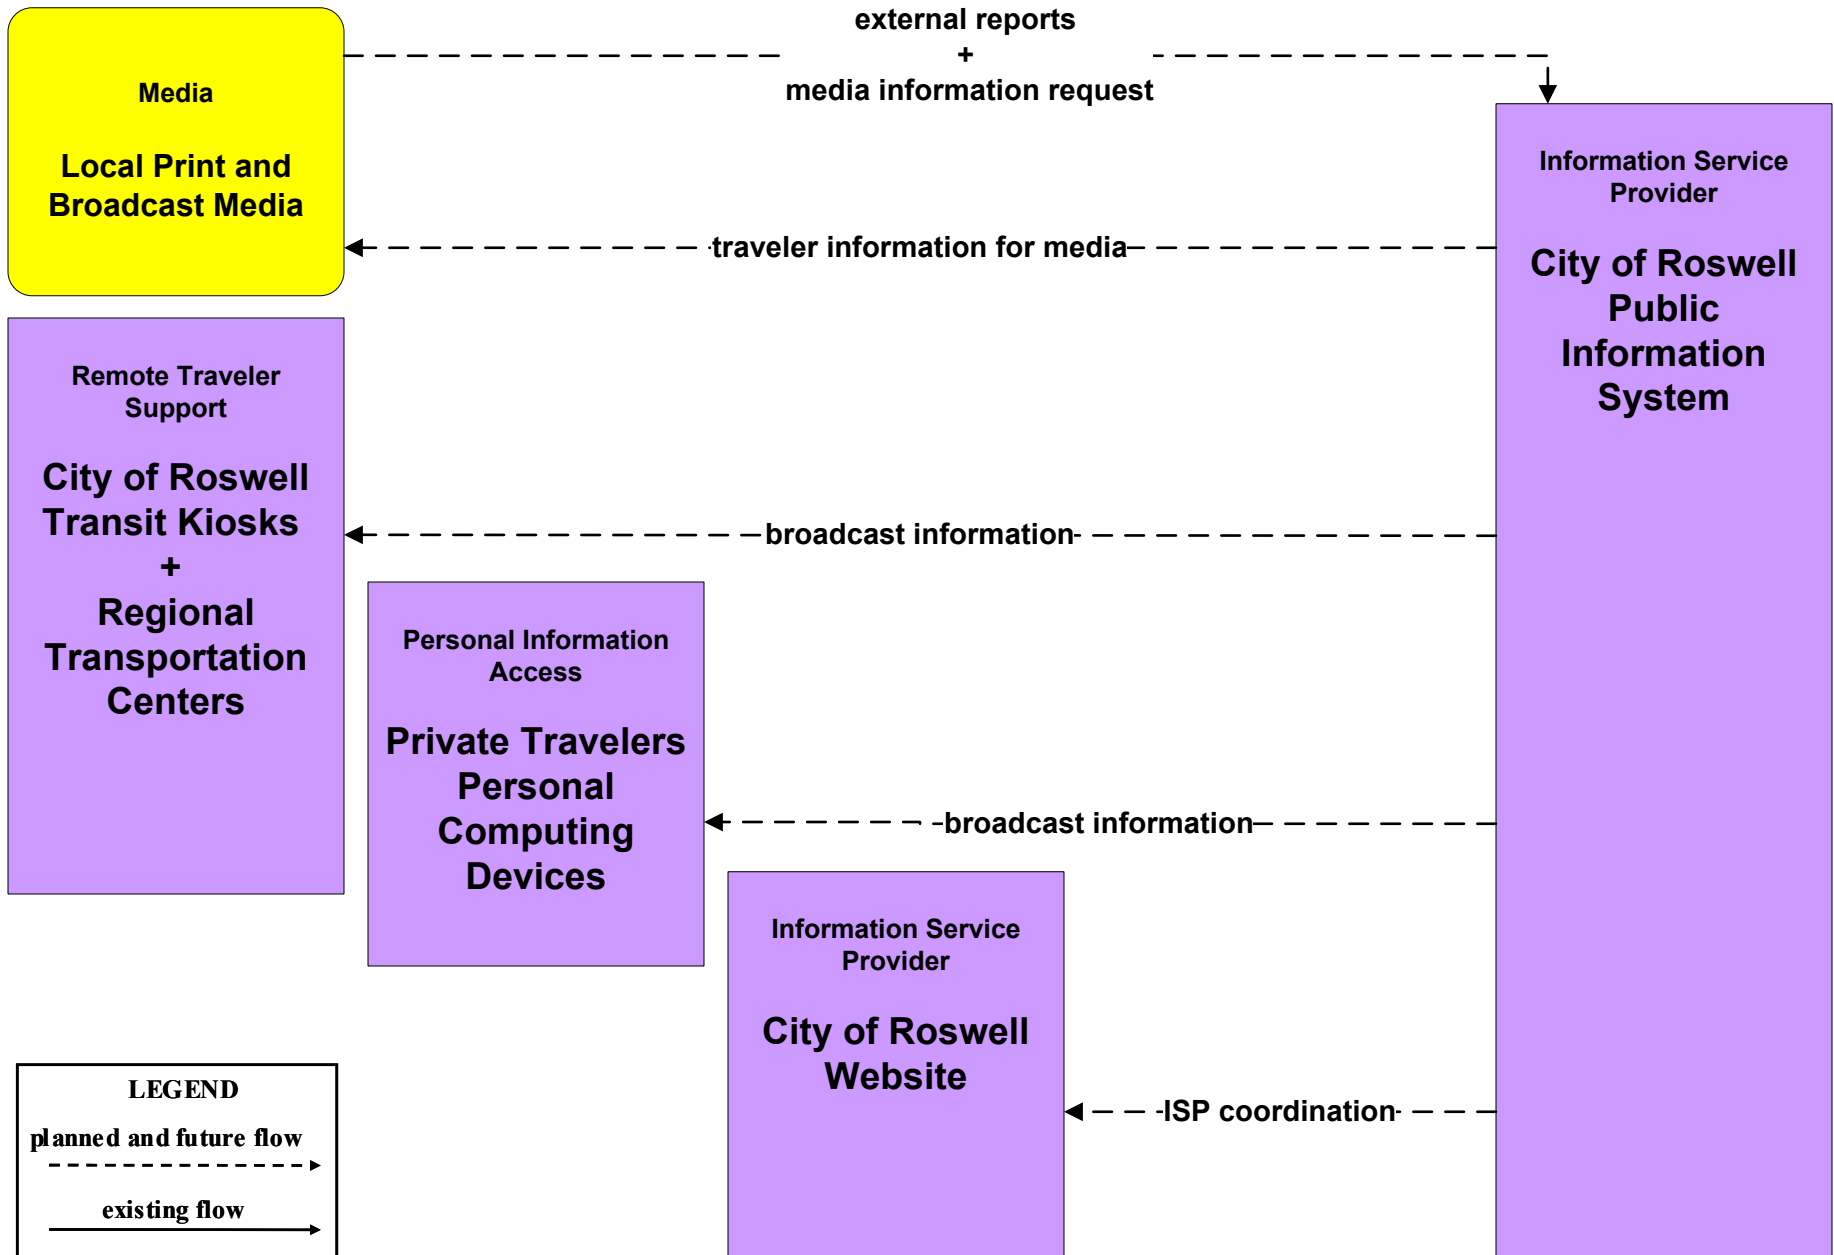 external reports
+
media information request
Media
Local Print and
Broadcast Media
traveler information for media
Information Service
Provider
City of Roswell
Public
Information
System
Remote Traveler
Support
City of Roswell
Transit Kiosks
+
Regional
Transportation
Centers
broadcast information
Personal Information
Access
Private Travelers
Personal
Computing
Devices
broadcast information
Information Service
Provider
City of Roswell
Website
ISP coordination
LEGEND
planned and future flow
existing flow